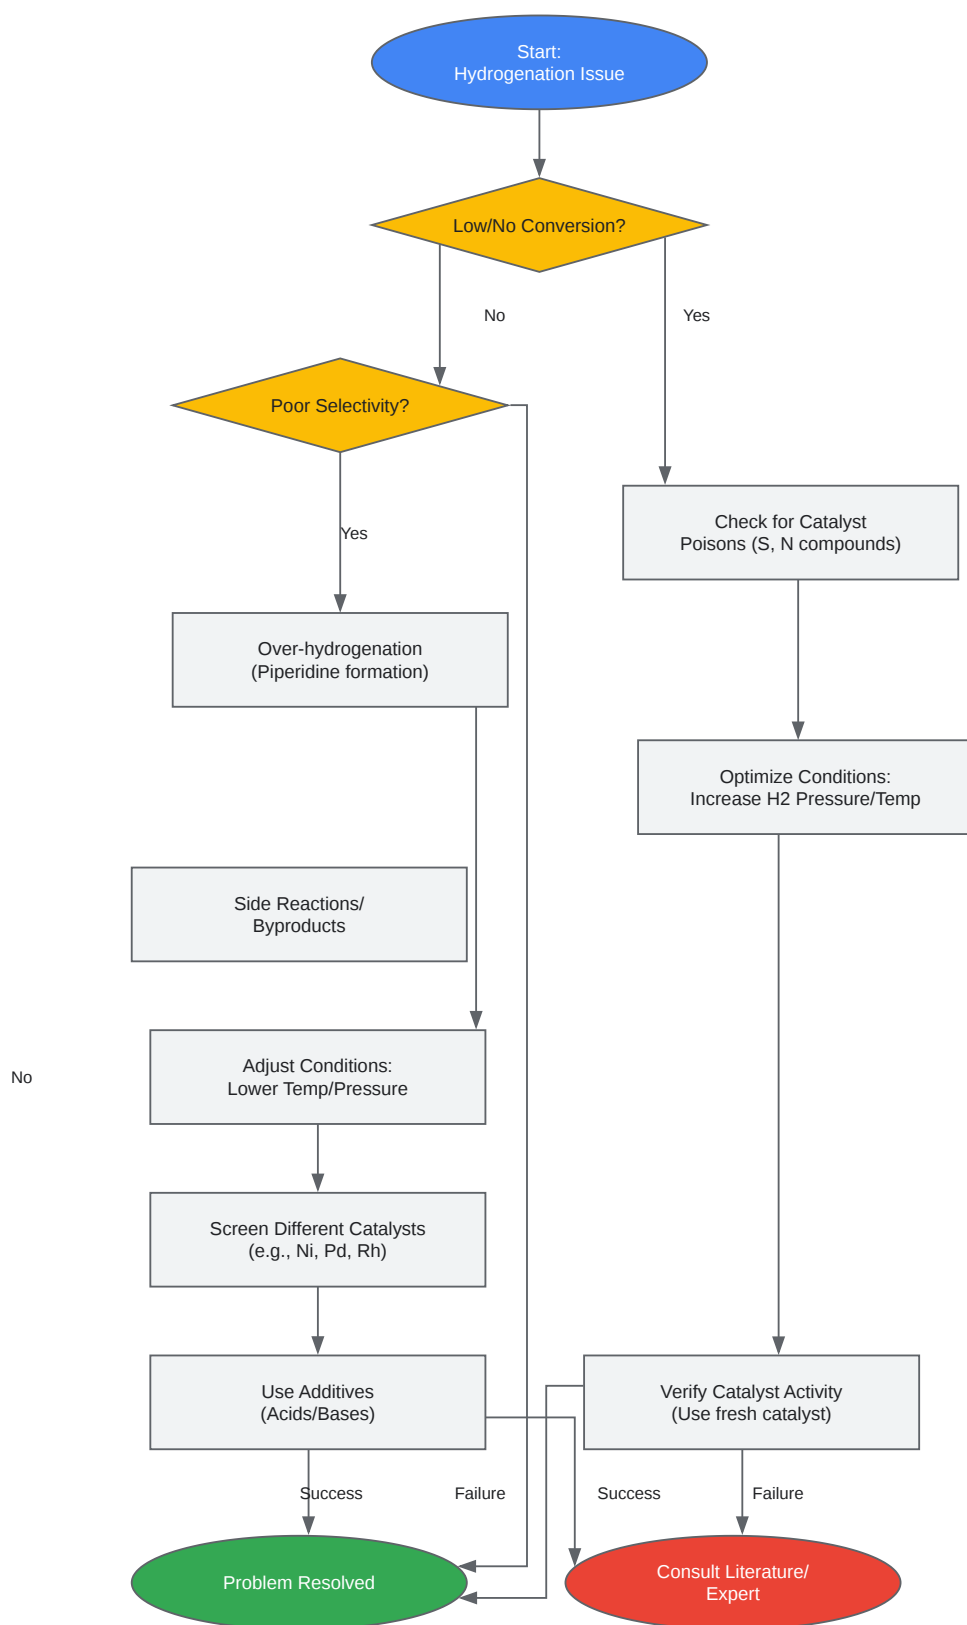 Start:
Hydrogenation Issue
Low/No Conversion?
No
Yes
Poor Selectivity?
Yes
Check for Catalyst
Poisons (S, N compounds)
Over-hydrogenation
(Piperidine formation)
Optimize Conditions:
Increase H2 Pressure/Temp
Side Reactions/
Byproducts
Adjust Conditions:
Lower Temp/Pressure
No
Screen Different Catalysts
(e.g., Ni, Pd, Rh)
Use Additives
(Acids/Bases)
Verify Catalyst Activity
(Use fresh catalyst)
Success
Failure
Success
Failure
Problem Resolved
Consult Literature/
Expert